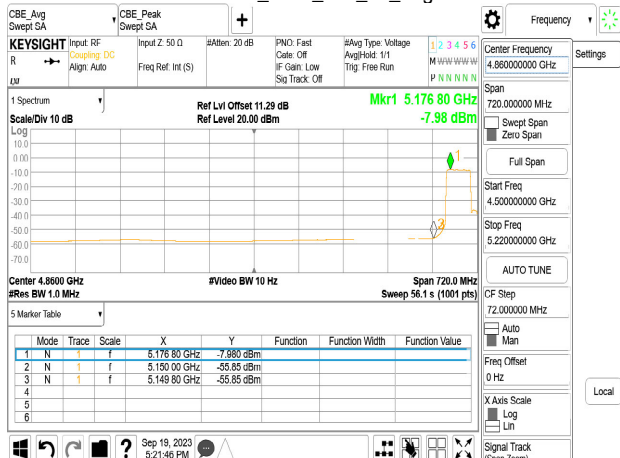 CBE_Avg
Swept SA
CBE_Peak
Swept SA
+
Frequency
KEYSIGHT
Input: RF
Coupling: DC
Align: Auto
Input Z: 50 Ω
Freq Ref: Int (S)
#Atten: 20 dB
PNO: Fast
Gate: Off
IF Gain: Low
Sig Track: Off
#Avg Type: Voltage
Avg|Hold: 1/1
Trig: Free Run
1 2 3 4 5 6
M W W W W W
P N N N N N
R
LXI
Center Frequency
4.860000000 GHz
Settings
Span
720.000000 MHz
Swept Span
Zero Span
Full Span
Start Freq
4.500000000 GHz
Stop Freq
5.220000000 GHz
AUTO TUNE
CF Step
72.000000 MHz
Auto
Man
Freq Offset
0 Hz
X Axis Scale
Log
Lin
Signal Track
(Span Zoom)
Local
1 Spectrum
Scale/Div 10 dB
Ref Lvl Offset 11.29 dB
Ref Level 20.00 dBm
Mkr1 5.176 80 GHz
-7.98 dBm
Log
10.0
0.00
-10.0
-20.0
-30.0
-40.0
-50.0
-60.0
-70.0
1
3
Center 4.8600 GHz
#Res BW 1.0 MHz
#Video BW 10 Hz
Span 720.0 MHz
Sweep 56.1 s (1001 pts)
5 Marker Table
Mode Trace Scale X Y Function Function Width Function Value
1 N 1 f 5.176 80 GHz -7.980 dBm
2 N 1 f 5.150 00 GHz -55.85 dBm
3 N 1 f 5.149 80 GHz -55.85 dBm
4
5
6
?
Sep 19, 2023
5:21:46 PM